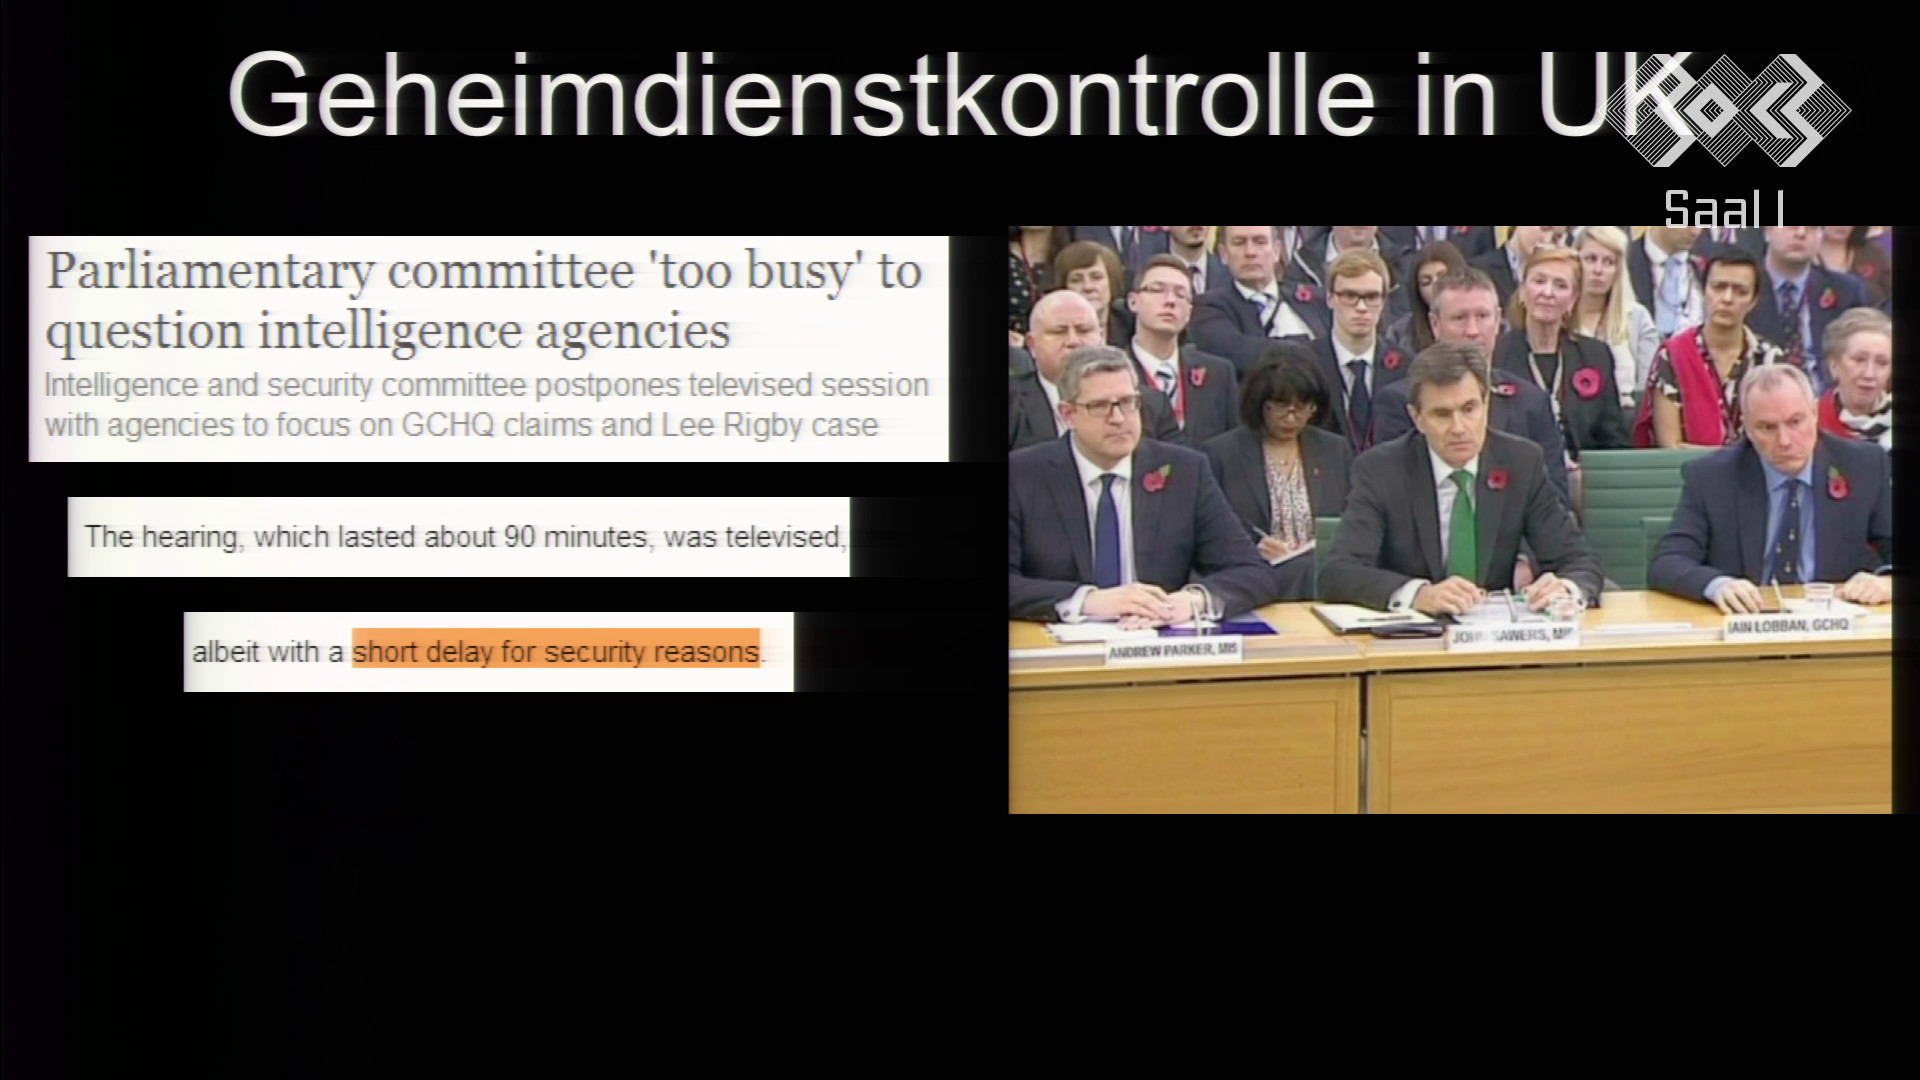 Geheimdienstkontrolle in UK
Saal 1
Parliamentary committee 'too busy' to
question intelligence agencies
Intelligence and security committee postpones televised session
with agencies to focus on GCHQ claims and Lee Rigby case
The hearing, which lasted about 90 minutes, was televised,
albeit with a short delay for security reasons.
ANDREW PARKER, MI5
JOHN SAWERS, MI6
IAIN LOBBAN, GCHQ